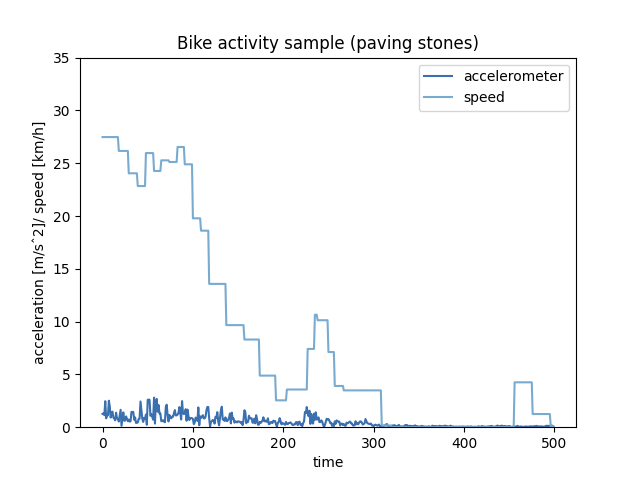 Bike activity sample (paving stones)
accelerometer
speed
35
30
25
20
15
10
5
0
acceleration [m/s^2]/ speed [km/h]
0 100 200 300 400 500
time